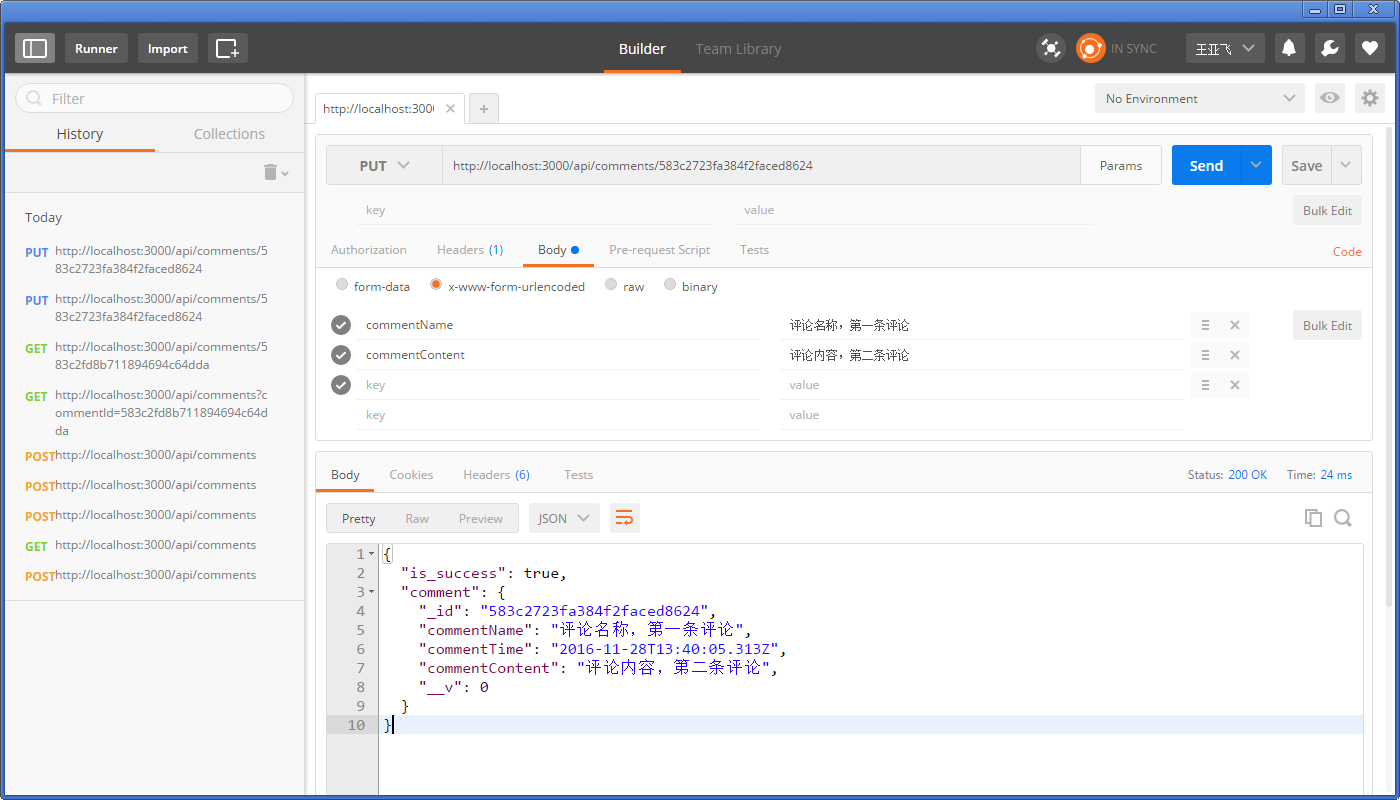 Runner Import Builder Team Library IN SYNC 王亚飞
Filter
History Collections
Today
PUT http://localhost:3000/api/comments/5
83c2723fa384f2faced8624
PUT http://localhost:3000/api/comments/5
83c2723fa384f2faced8624
GET http://localhost:3000/api/comments/5
83c2fd8b711894694c64dda
GET http://localhost:3000/api/comments?c
ommentId=583c2fd8b711894694c64d
da
POST http://localhost:3000/api/comments
POST http://localhost:3000/api/comments
POST http://localhost:3000/api/comments
GET http://localhost:3000/api/comments
POST http://localhost:3000/api/comments
http://localhost:300 No Environment
PUT http://localhost:3000/api/comments/583c2723fa384f2faced8624 Params Send Save
key value Bulk Edit
Authorization Headers (1) Body Pre-request Script Tests Code
form-data x-www-form-urlencoded raw binary
commentName 评论名称，第一条评论 Bulk Edit
commentContent 评论内容，第二条评论
key value
key value
Body Cookies Headers (6) Tests Status: 200 OK Time: 24 ms
Pretty Raw Preview JSON
1 {
2 "is_success": true,
3 "comment": {
4 "_id": "583c2723fa384f2faced8624",
5 "commentName": "评论名称，第一条评论",
6 "commentTime": "2016-11-28T13:40:05.313Z",
7 "commentContent": "评论内容，第二条评论",
8 "__v": 0
9 }
10 }